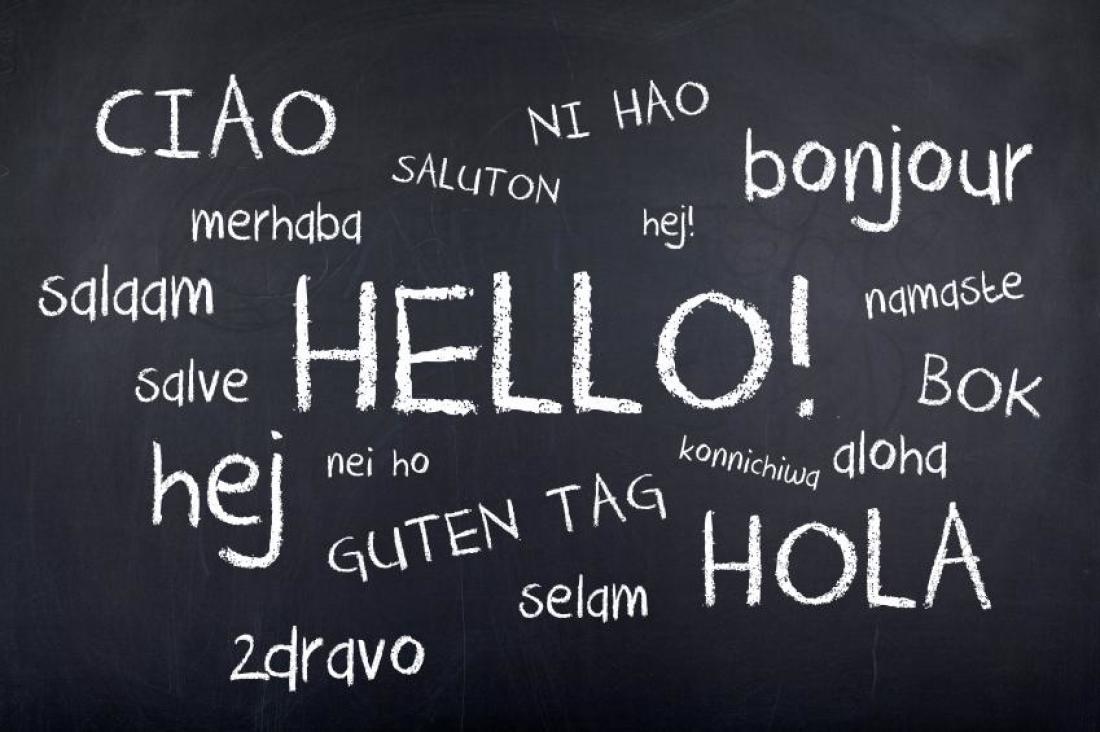 CIAO
NI HAO
SALUTON
bonjour
merhaba
hej!
salaam
HELLO!
namaste
salve
BOK
hej
nei ho
konnichiwa
aloha
GUTEN TAG
HOLA
selam
zdravo